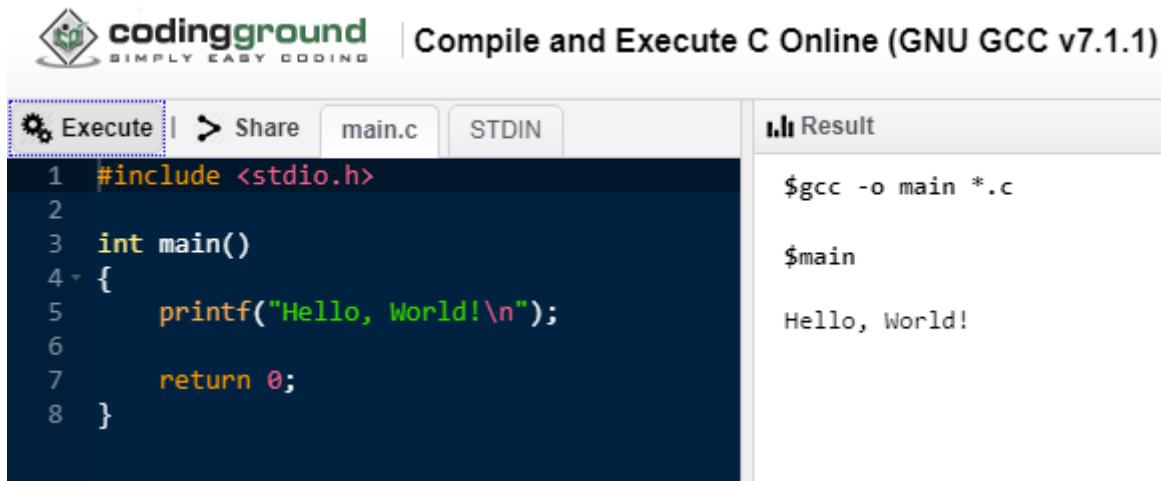 codingground
SIMPLY EASY CODING
Compile and Execute C Online (GNU GCC v7.1.1)
Execute | Share main.c STDIN
Result
1 #include <stdio.h>
2
3 int main()
4 {
5     printf("Hello, World!\n");
6
7     return 0;
8 }
$gcc -o main *.c
$main
Hello, World!